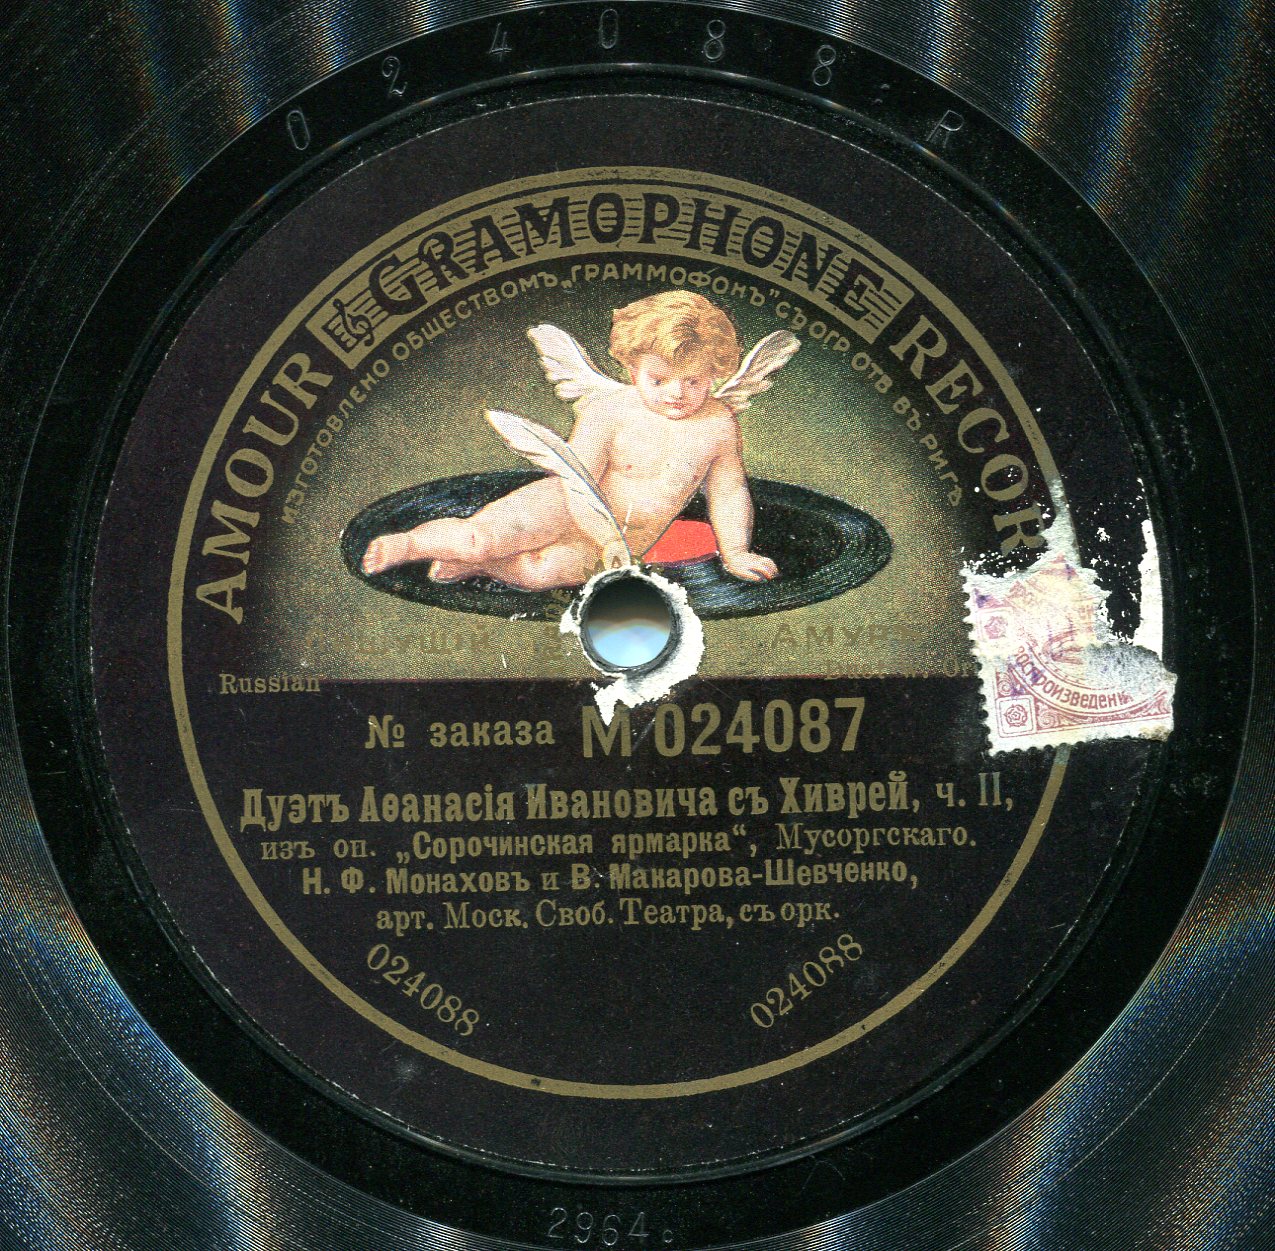 024088-R
AMOUR GRAMOPHONE RECOR
ИЗГОТОВЛЕНО ОБЩЕСТВОМЪ „ГРАММОФОНЪ" СЪ ОГР. ОТВ. ВЪ РИГѢ
АМУРЪ
Russian
№ заказа М 024087
Дуэтъ Аѳанасія Ивановича съ Хиврей, ч. II,
изъ оп. „Сорочинская ярмарка“, Мусоргскаго.
Н. Ф. Монаховъ и В. Макарова-Шевченко,
арт. Моск. Своб. Театра, съ орк.
024088
024088
2964c